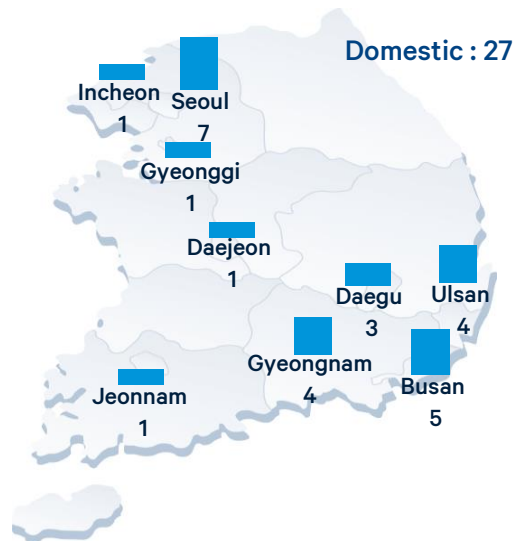 Domestic : 27
Incheon
1
Seoul
7
Gyeonggi
1
Daejeon
1
Daegu
3
Ulsan
4
Gyeongnam
4
Busan
5
Jeonnam
1